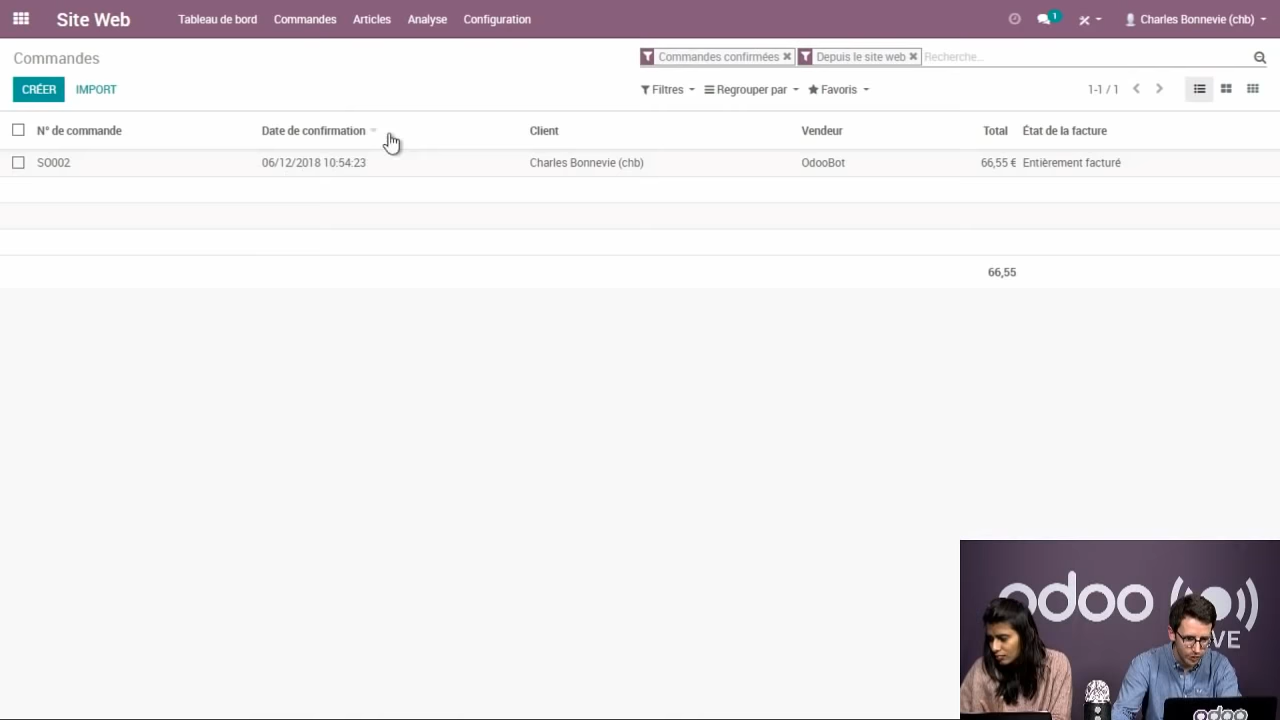 Site Web Tableau de bord Commandes Articles Analyse Configuration 1 Charles Bonnevie (chb)
Commandes Commandes confirmées Depuis le site web Recherche...
CRÉER IMPORT Filtres Regrouper par Favoris 1-1 / 1
N° de commande Date de confirmation Client Vendeur Total État de la facture
SO002 06/12/2018 10:54:23 Charles Bonnevie (chb) OdooBot 66,55 € Entièrement facturé
66,55
odoo
odoo